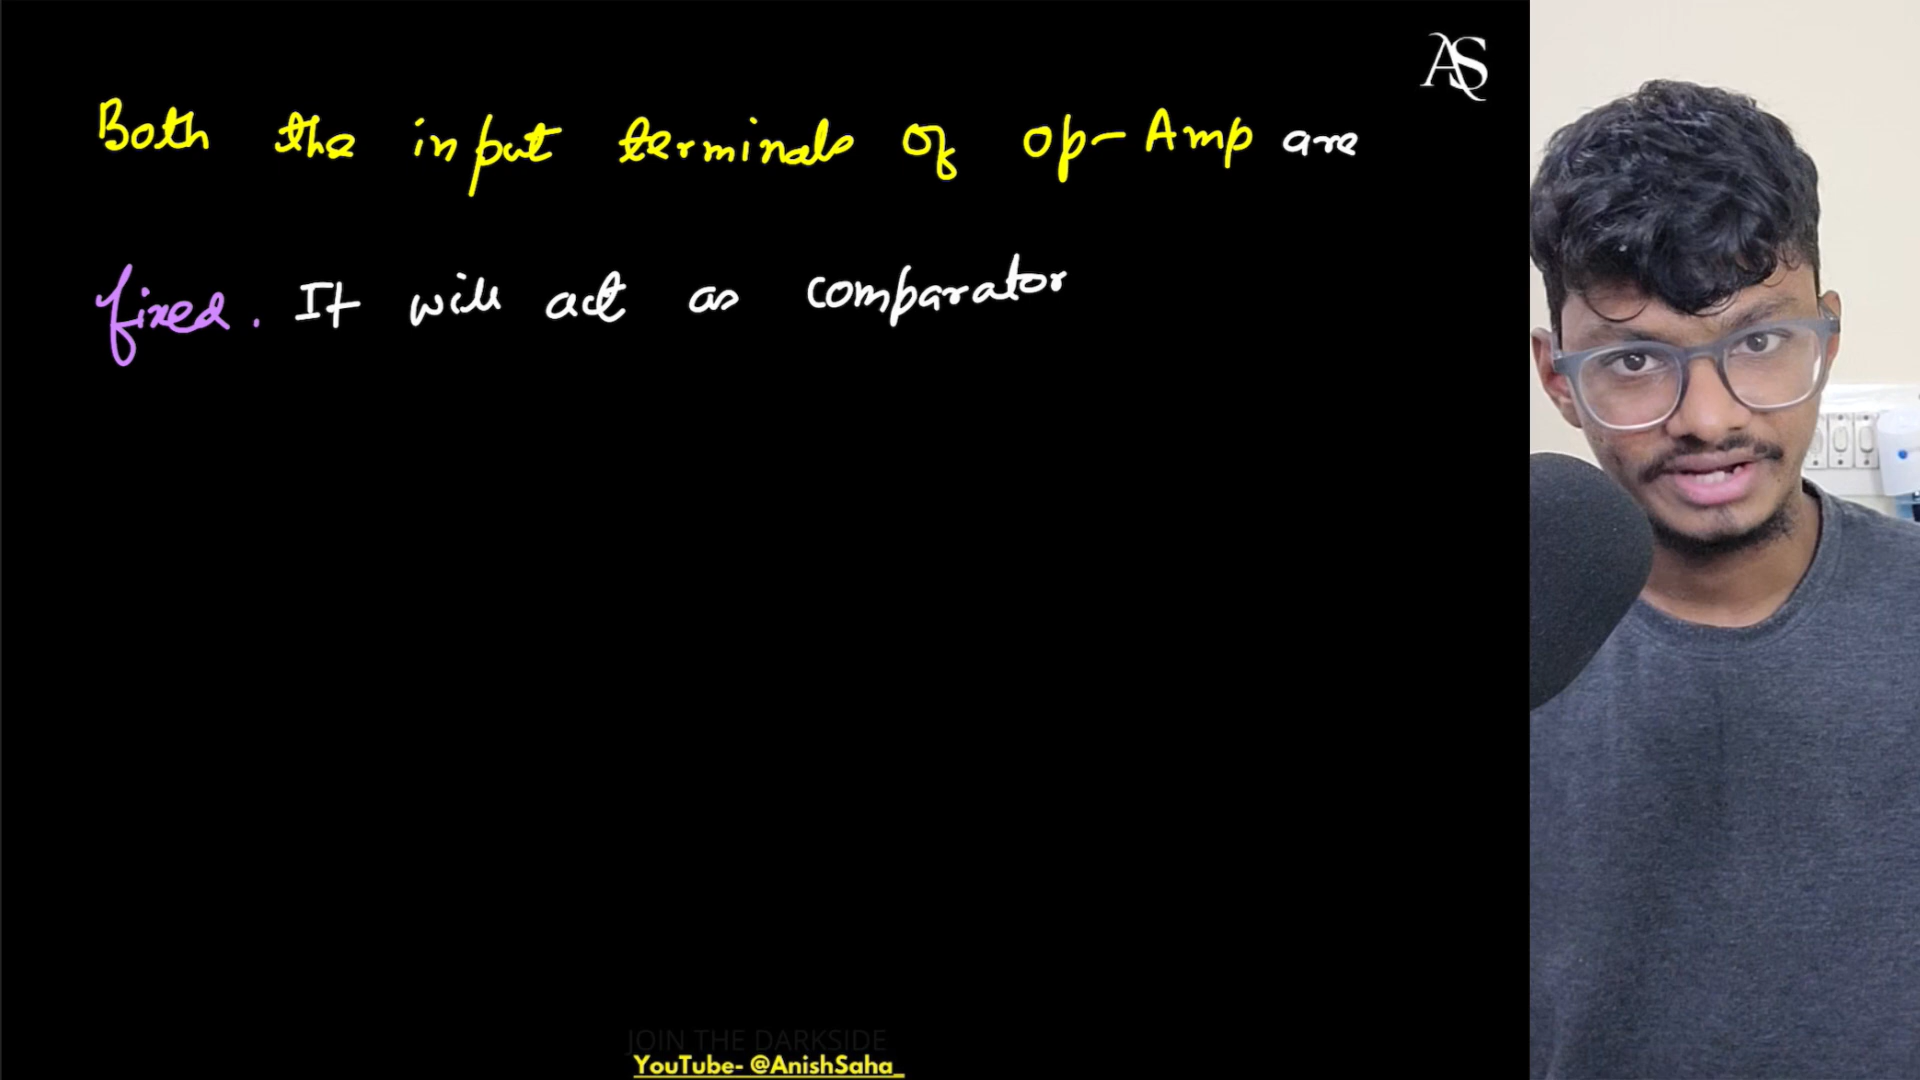 AS
Both the input terminals of op-Amp are
fixed. It will act as comparator
JOIN THE DARKSIDE
YouTube- @AnishSaha_